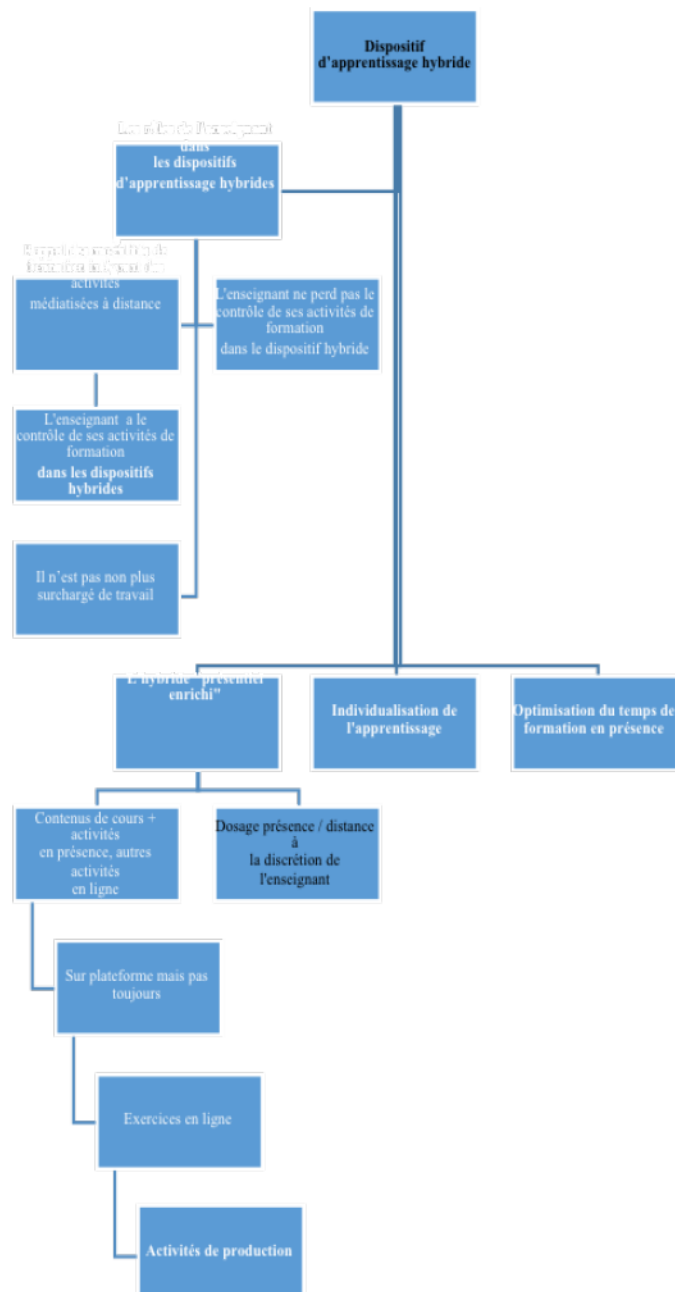 Dispositif
d'apprentissage hybride
de l'enseignant
dans
les dispositifs
d'apprentissage hybrides
activités
médiatisées à distance
L'enseignant ne perd pas le
contrôle de ses activités de
formation
dans le dispositif hybride
L'enseignant a le
contrôle de ses activités de
formation
dans les dispositifs
hybrides
Il n'est pas non plus
surchargé de travail
L'hybride "présentiel
enrichi"
Individualisation de
l'apprentissage
Optimisation du temps de
formation en présence
Contenus de cours +
activités
en présence, autres
activités
en ligne
Dosage présence / distance
à
la discrétion de
l'enseignant
Sur plateforme mais pas
toujours
Exercices en ligne
Activités de production